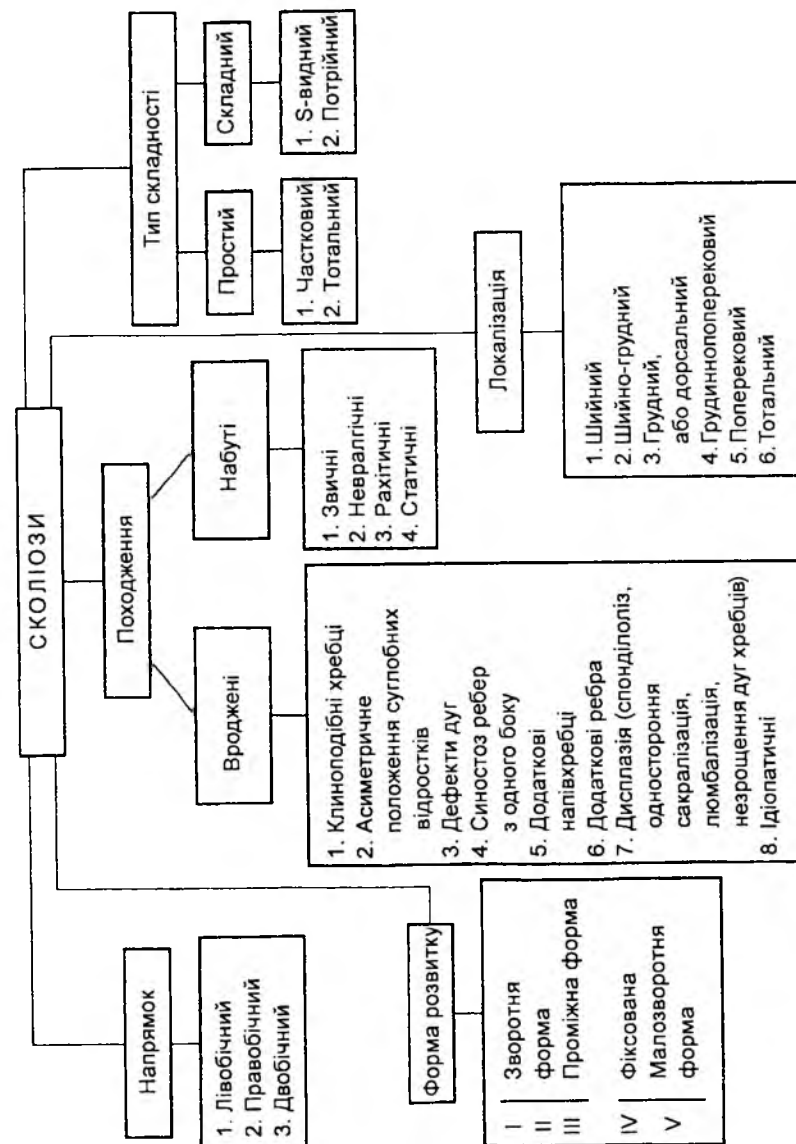 СКОЛІОЗИ
Напрямок
1. Лівобічний
2. Правобічний
3. Двобічний
Форма розвитку
I Зворотня
II форма
III Проміжна форма
IV Фіксована
V Малозворотня
форма
Походження
Вроджені
1. Клиноподібні хребці
2. Асиметричне
положення суглобних
відростків
3. Дефекти дуг
4. Синостоз ребер
з одного боку
5. Додаткові
напівхребці
6. Додаткові ребра
7. Дисплазія (спонділоліз,
одностороння
сакралізація,
люмбалізація,
незрощення дуг хребців)
8. Ідіопатичні
Набуті
1. Звичні
2. Невралгічні
3. Рахітичні
4. Статичні
Тип складності
Простий
1. Частковий
2. Тотальний
Складний
1. S-видний
2. Потрійний
Локалізація
1. Шийний
2. Шийно-грудний
3. Грудний,
або дорсальний
4. Грудиннопоперековий
5. Поперековий
6. Тотальний